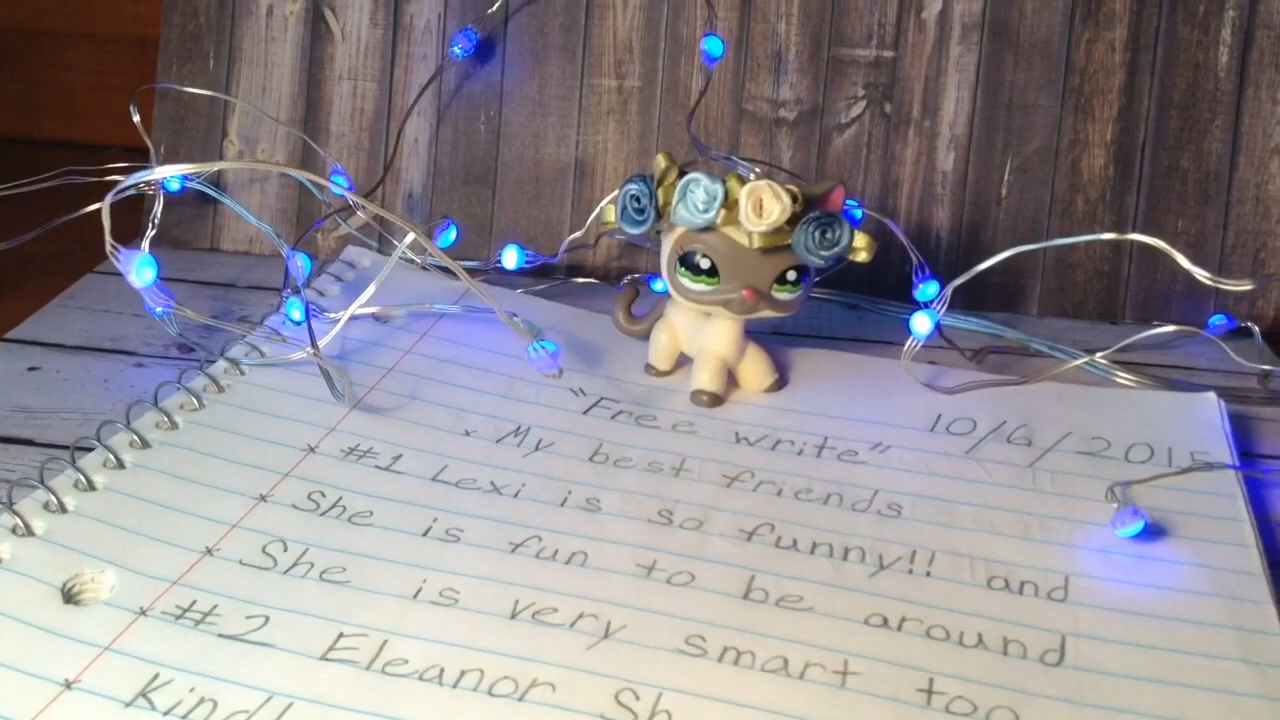 "Free write" 10/6/2015
x My best friends
x #1 Lexi is so funny!! and
x She is fun to be around
x She is very smart too
x #2 Eleanor Sh
x